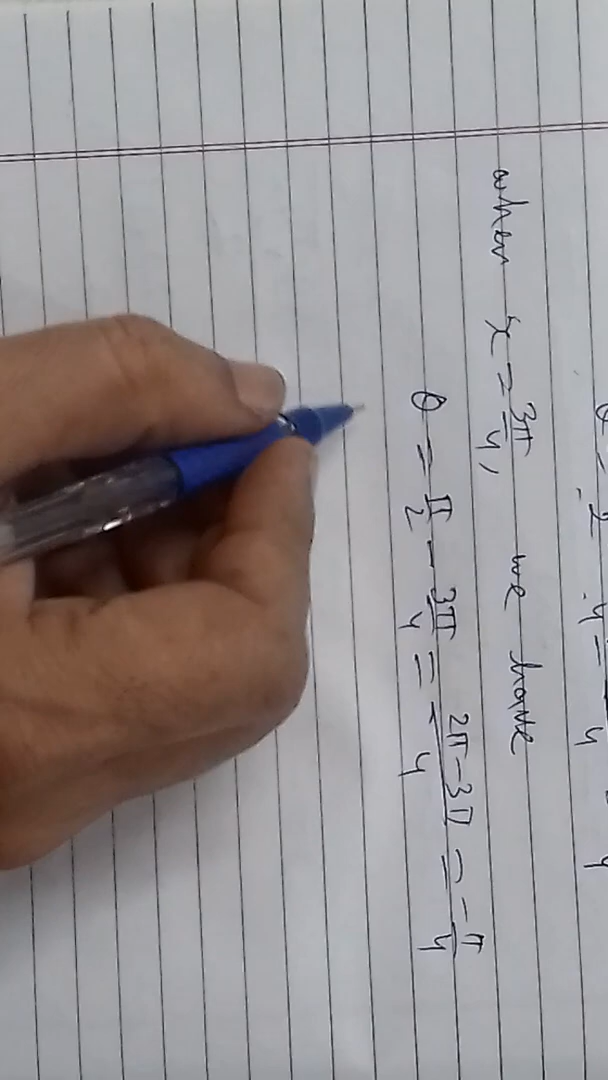 when x = 3π/4, we have
θ = π/2 - 3π/4 = 2π-3π/4 = -π/4